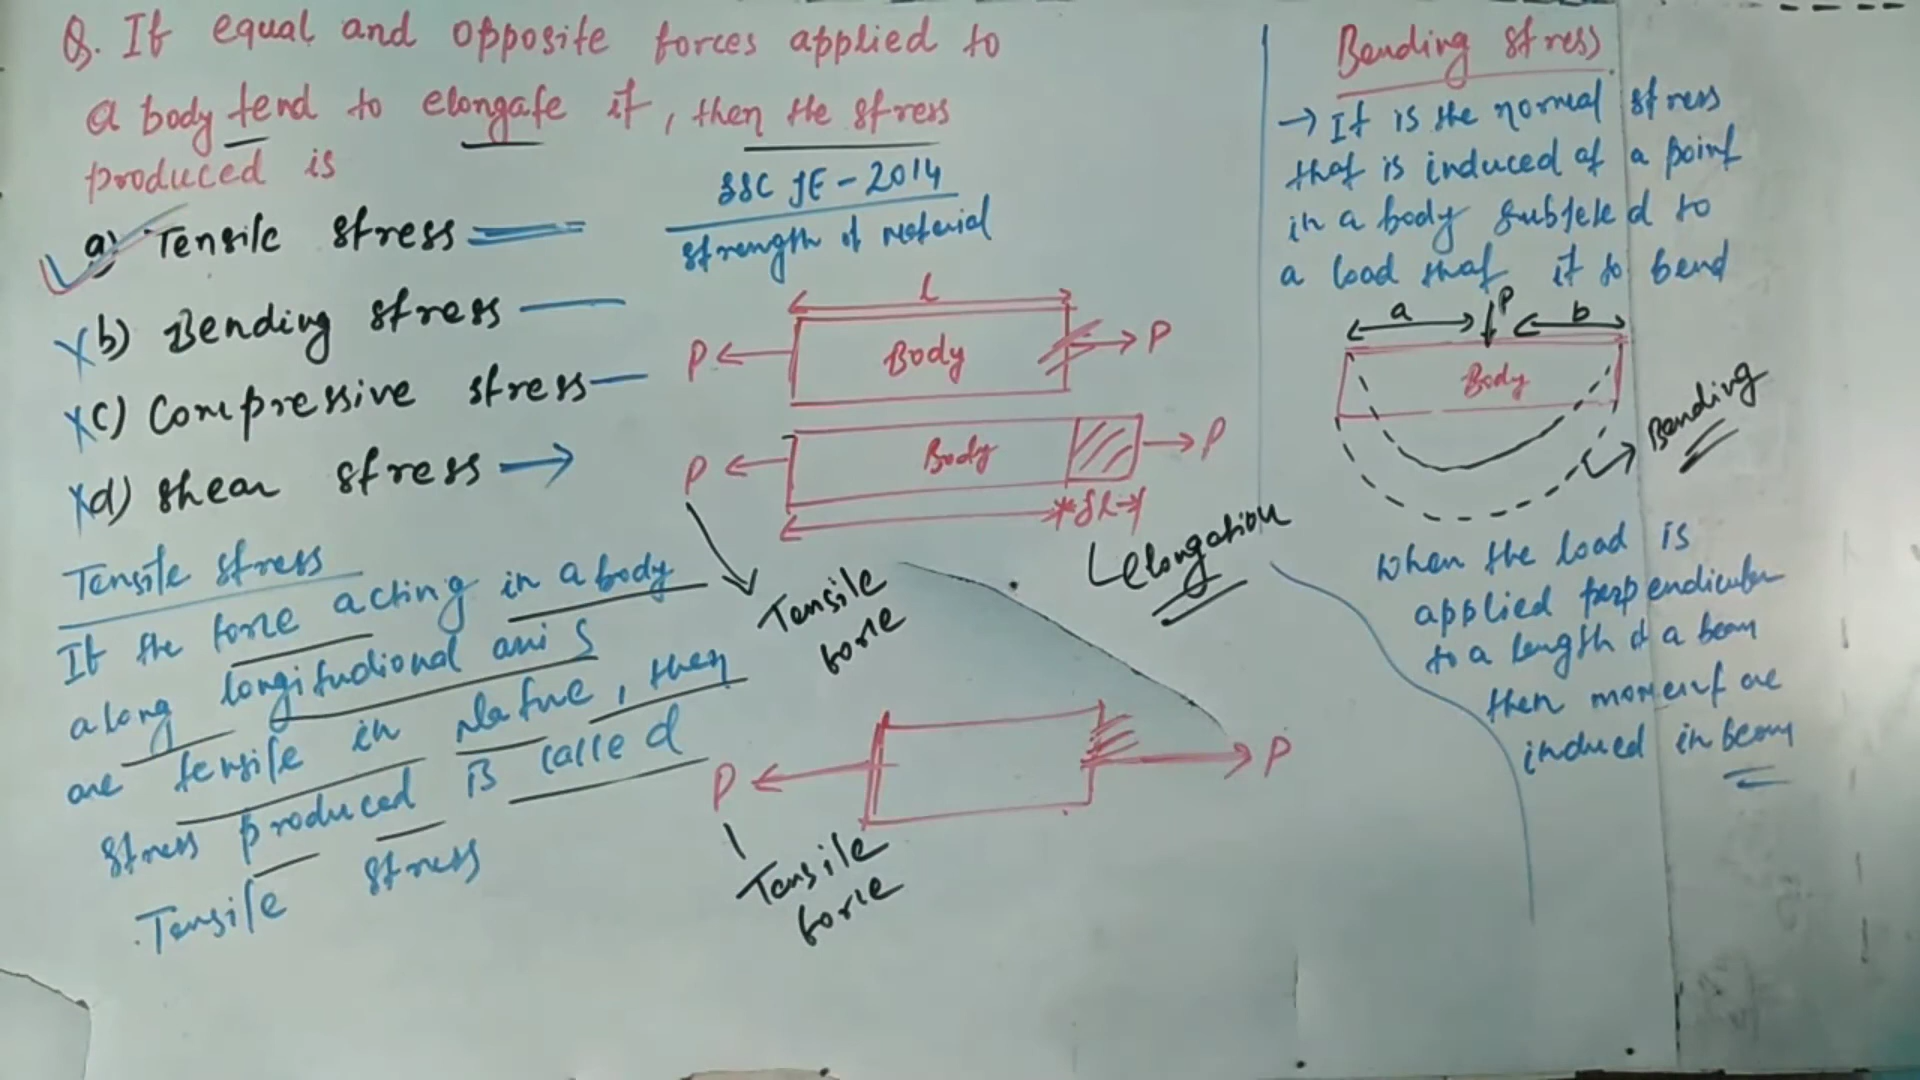 Q. If equal and opposite forces applied to
a body tend to elongate it, then the stress
produced is
SSC JE - 2014
strength of material
a) Tensile stress
b) Bending stress
c) Compressive stress
d) shear stress
Tensile stress
If the force acting in a body
along longitudional axis
are tensile in nature, then
stress produced is called
Tensile stress
l
P Body P
P Body P
δl
Elongation
Tensile
force
P P
Tensile
force
Bending stress
→ It is the normal stress
that is induced at a point
in a body subjeted to
a load that it to bend
a P b
Body
Bending
When the load is
applied perpendicular
to a length of a beam
then moment are
induced in beam